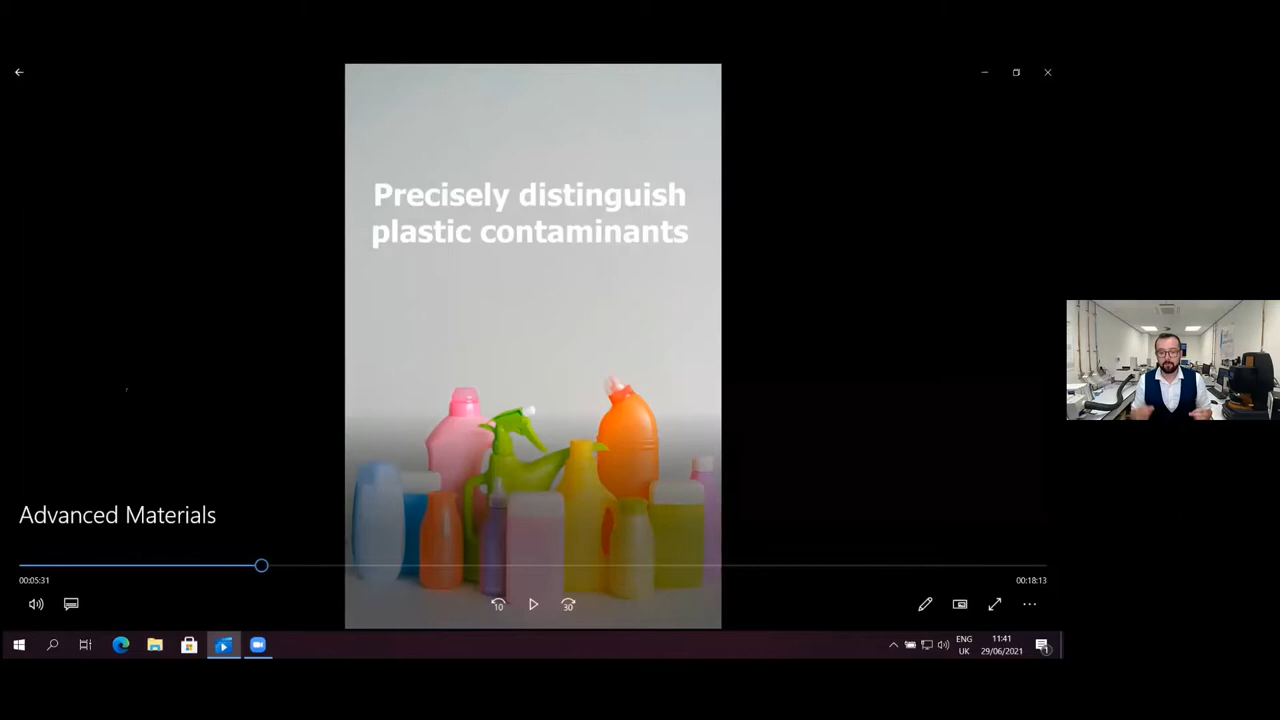 Precisely distinguish
plastic contaminants
Advanced Materials
00:05:31
00:18:13
10
30
ENG
UK
11:41
29/06/2021
1